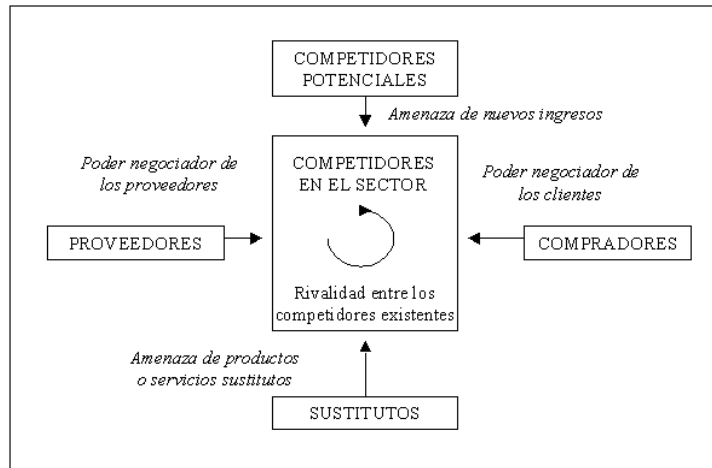 COMPETIDORES
POTENCIALES
Amenaza de nuevos ingresos
Poder negociador de
los proveedores
COMPETIDORES
EN EL SECTOR
Poder negociador de
los clientes
PROVEEDORES
COMPRADORES
Rivalidad entre los
competidores existentes
Amenaza de productos
o servicios sustitutos
SUSTITUTOS